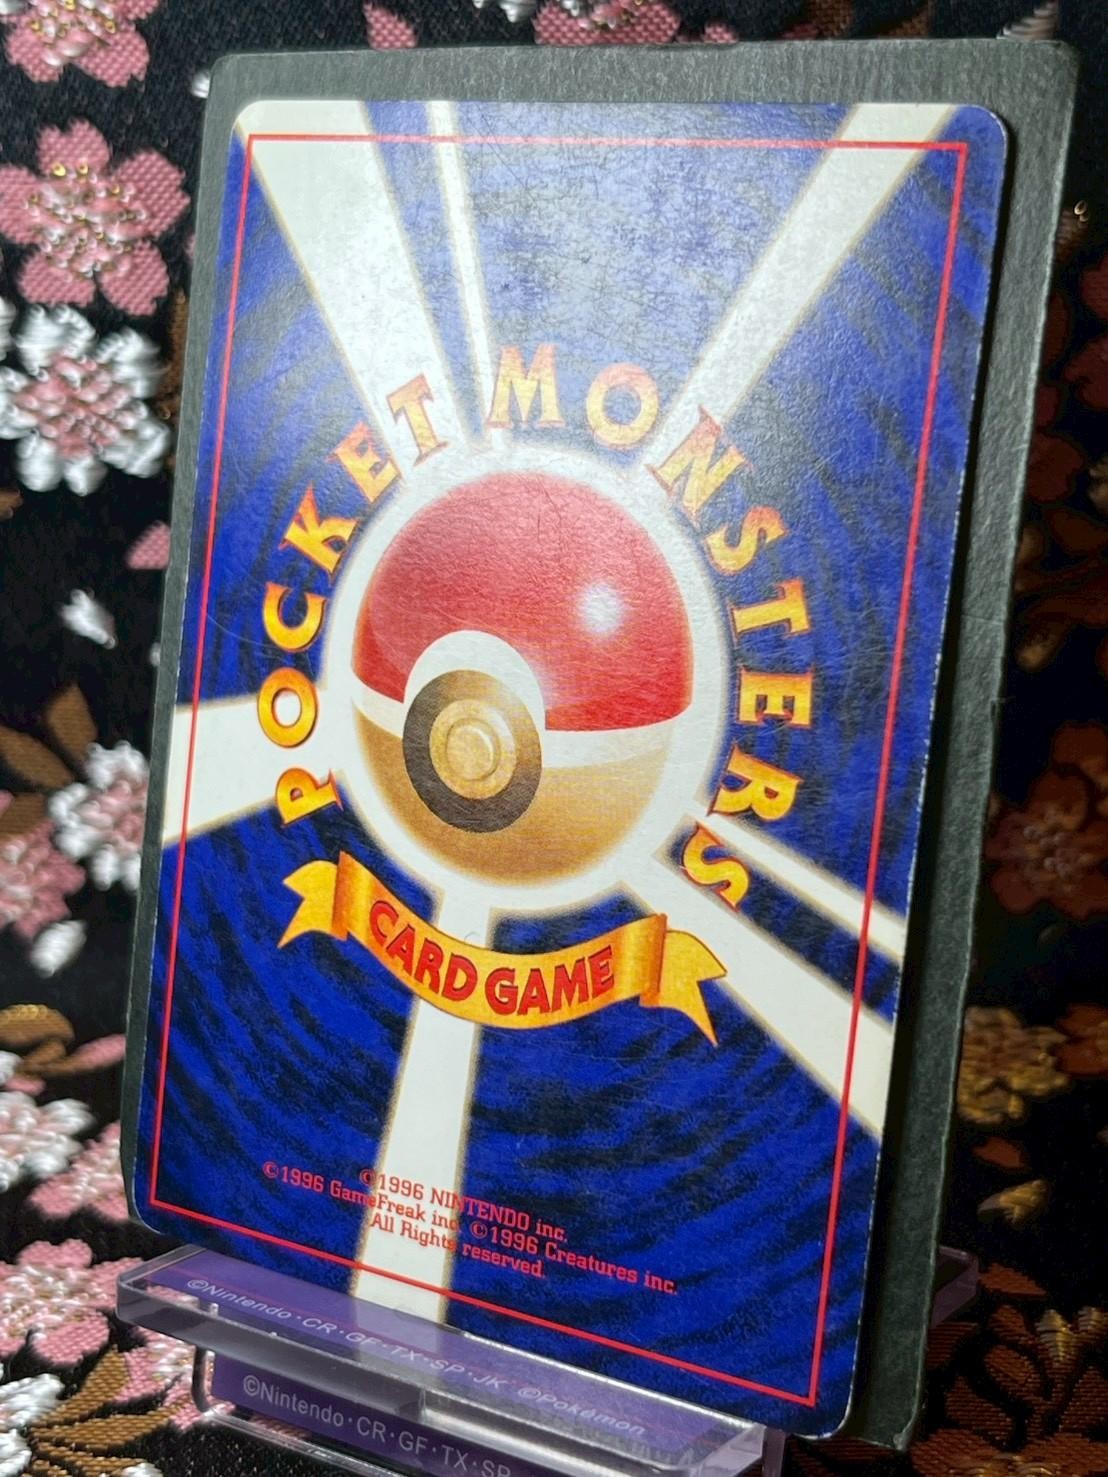 POCKET MONSTERS
CARD GAME
©1996 NINTENDO inc.
©1996 GameFreak inc. ©1996 Creatures inc.
All Rights reserved.
©Nintendo・CR・GF・TX・SP・JK ©Pokémon
©Nintendo・CR・GF・TX・SP